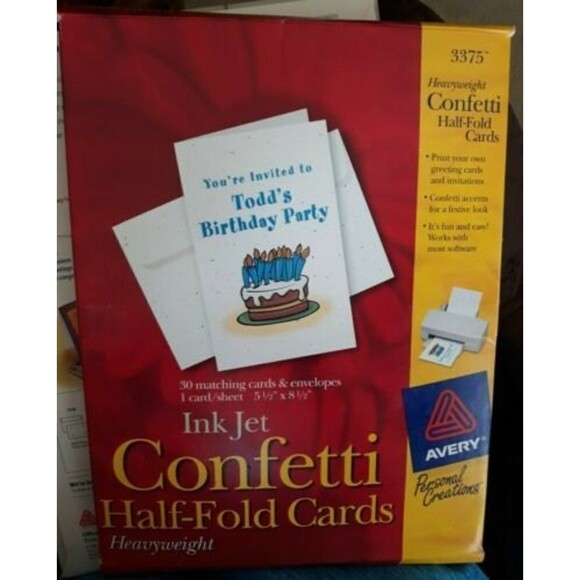 3375™
Heavyweight
Confetti
Half-Fold
Cards
• Print your own
greeting cards
and invitations
• Confetti accents
for a festive look
• It's fun and easy!
Works with
most software
You're Invited to
Todd's
Birthday Party
30 matching cards & envelopes
1 card/sheet 5 ½" x 8 ½"
Ink Jet
Confetti
Half-Fold Cards
Heavyweight
AVERY
Personal
Creations™